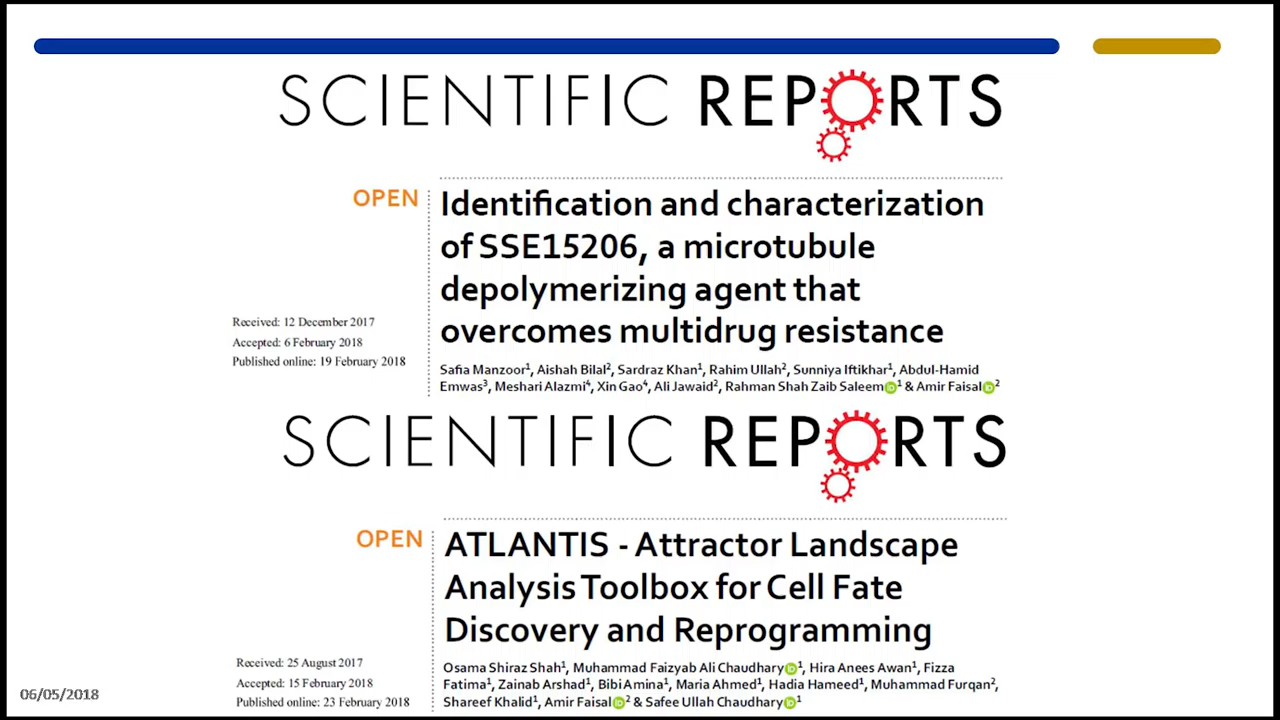 SCIENTIFIC REPORTS
OPEN
Identification and characterization
of SSE15206, a microtubule
depolymerizing agent that
overcomes multidrug resistance
Received: 12 December 2017
Accepted: 6 February 2018
Published online: 19 February 2018
Safia Manzoor1, Aishah Bilal2, Sardraz Khan1, Rahim Ullah2, Sunniya Iftikhar1, Abdul-Hamid
Emwas3, Meshari Alazmi4, Xin Gao4, Ali Jawaid2, Rahman Shah Zaib Saleem1 & Amir Faisal2
SCIENTIFIC REPORTS
OPEN
ATLANTIS - Attractor Landscape
Analysis Toolbox for Cell Fate
Discovery and Reprogramming
Received: 25 August 2017
Accepted: 15 February 2018
Published online: 23 February 2018
Osama Shiraz Shah1, Muhammad Faizyab Ali Chaudhary1, Hira Anees Awan1, Fizza
Fatima1, Zainab Arshad1, Bibi Amina1, Maria Ahmed1, Hadia Hameed1, Muhammad Furqan2,
Shareef Khalid1, Amir Faisal2 & Safee Ullah Chaudhary1
06/05/2018